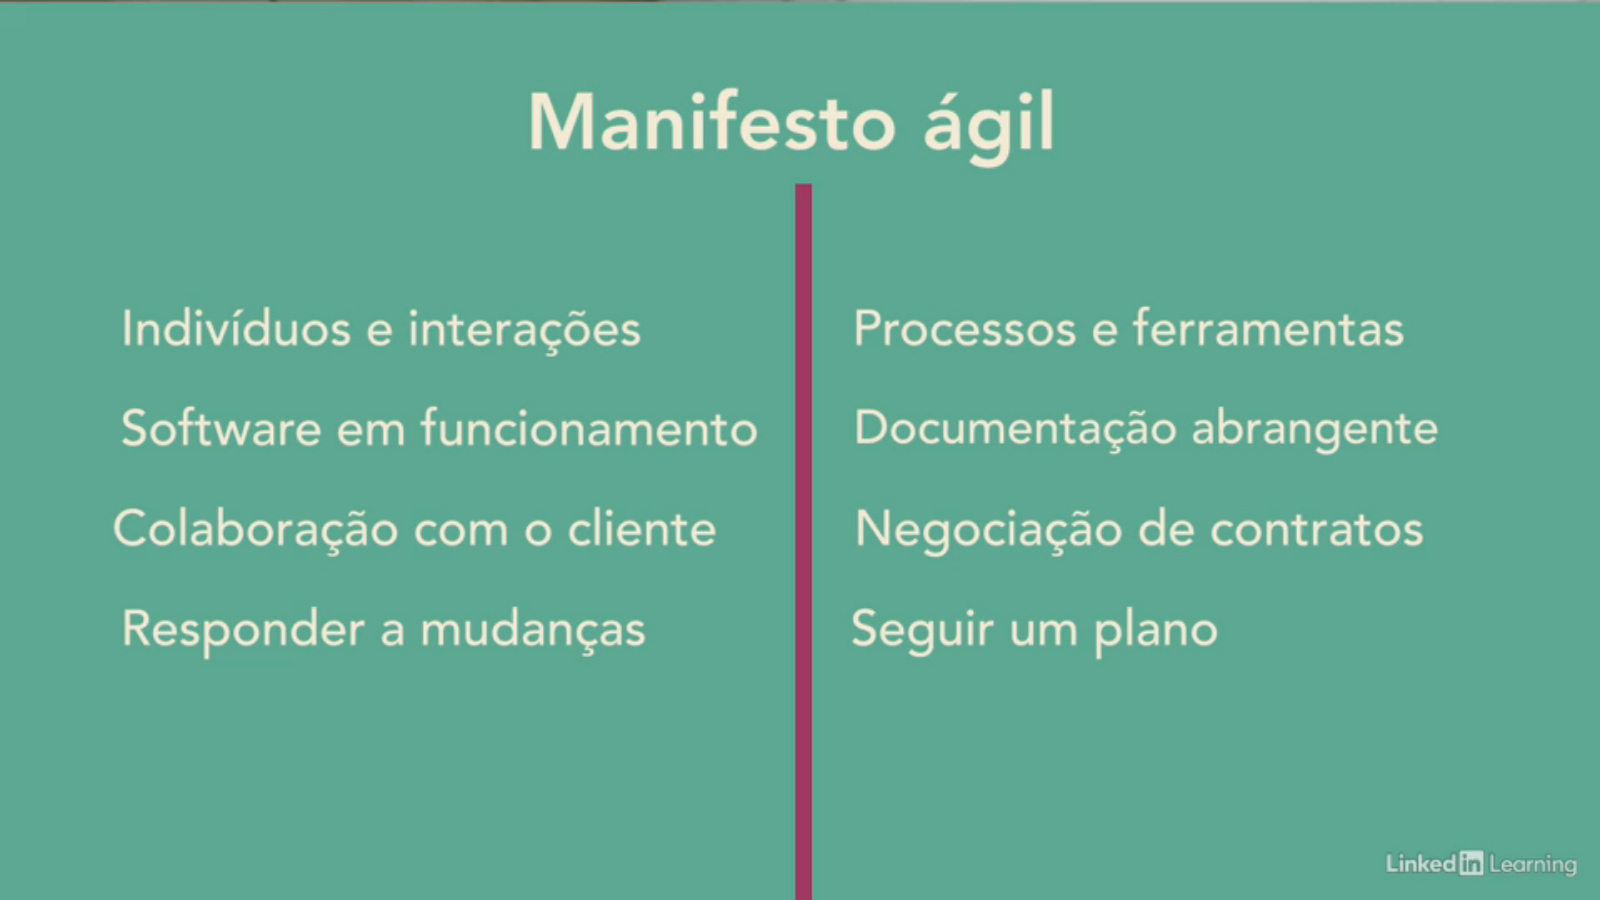 Manifesto ágil
Indivíduos e interações
Processos e ferramentas
Software em funcionamento
Documentação abrangente
Colaboração com o cliente
Negociação de contratos
Responder a mudanças
Seguir um plano
Linked in Learning